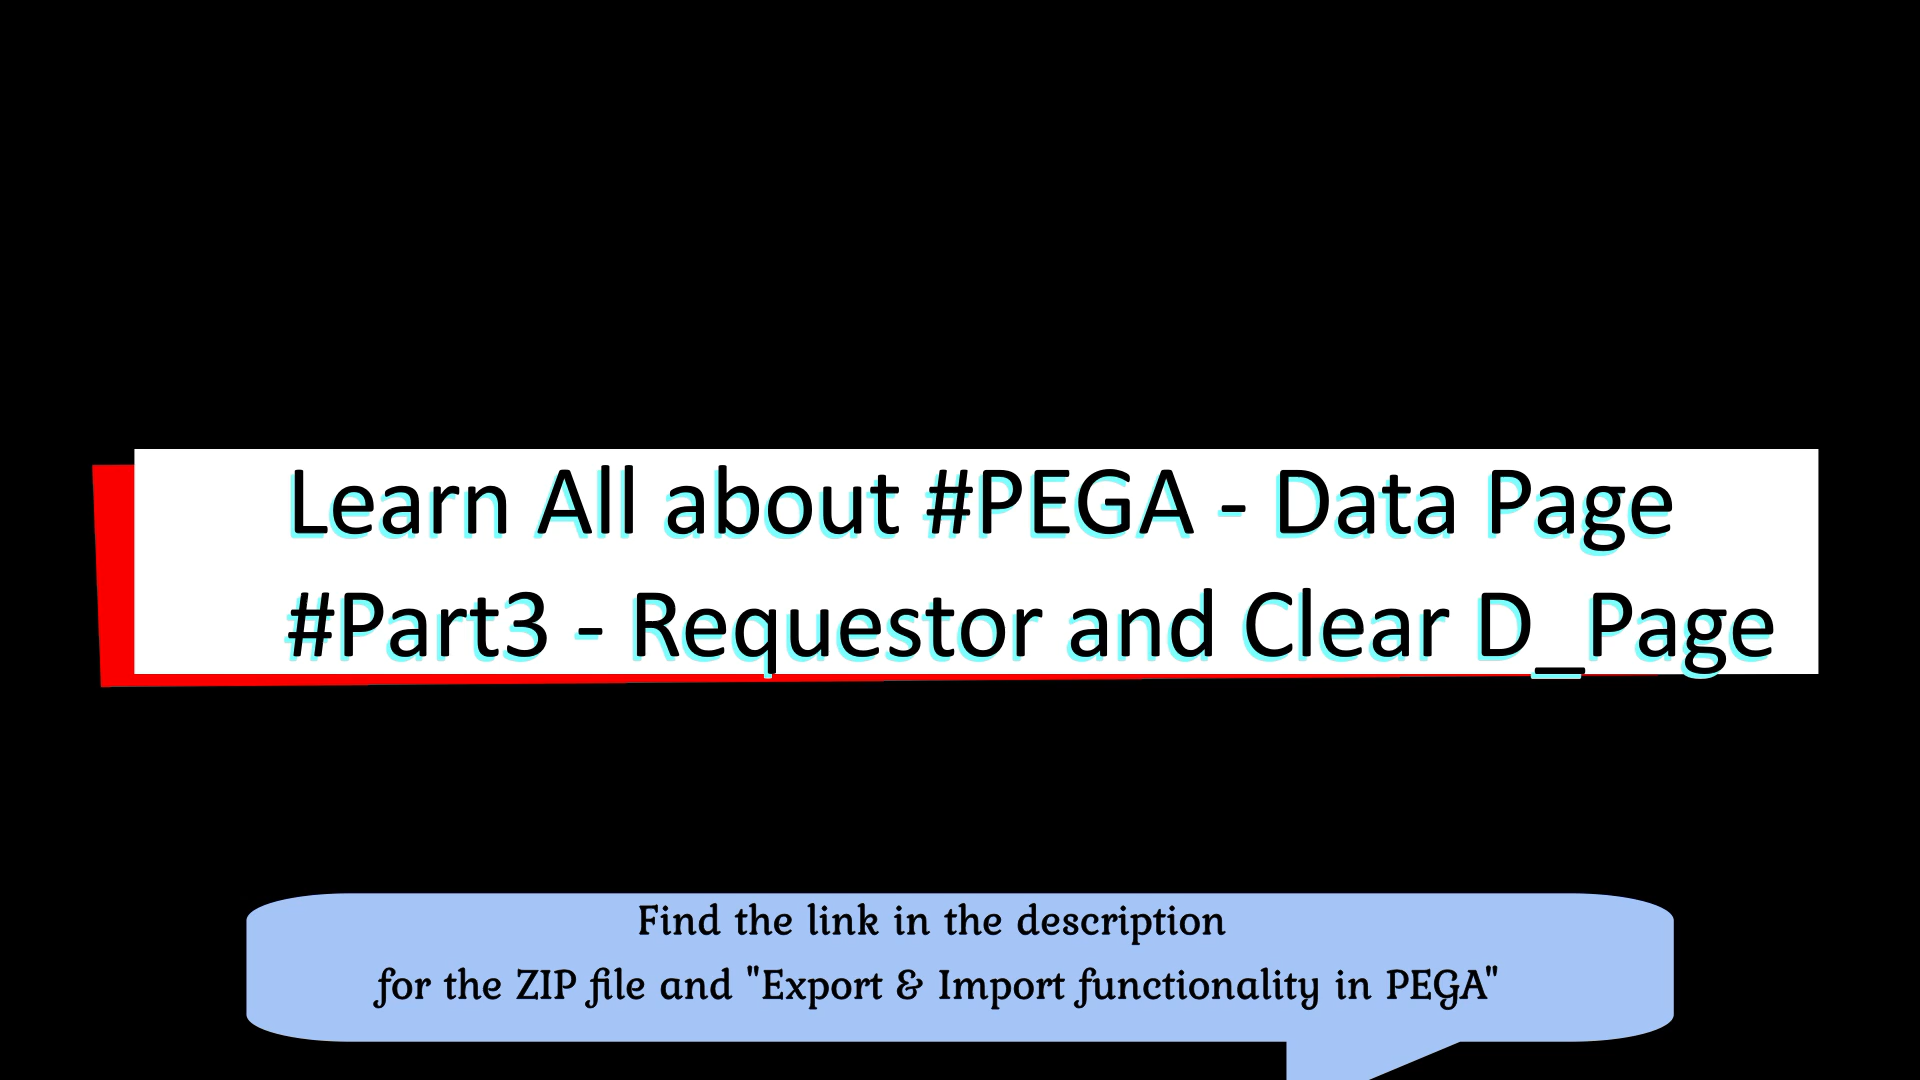 Learn All about #PEGA - Data Page
#Part3 - Requestor and Clear D_Page
Find the link in the description
for the ZIP file and "Export & Import functionality in PEGA"